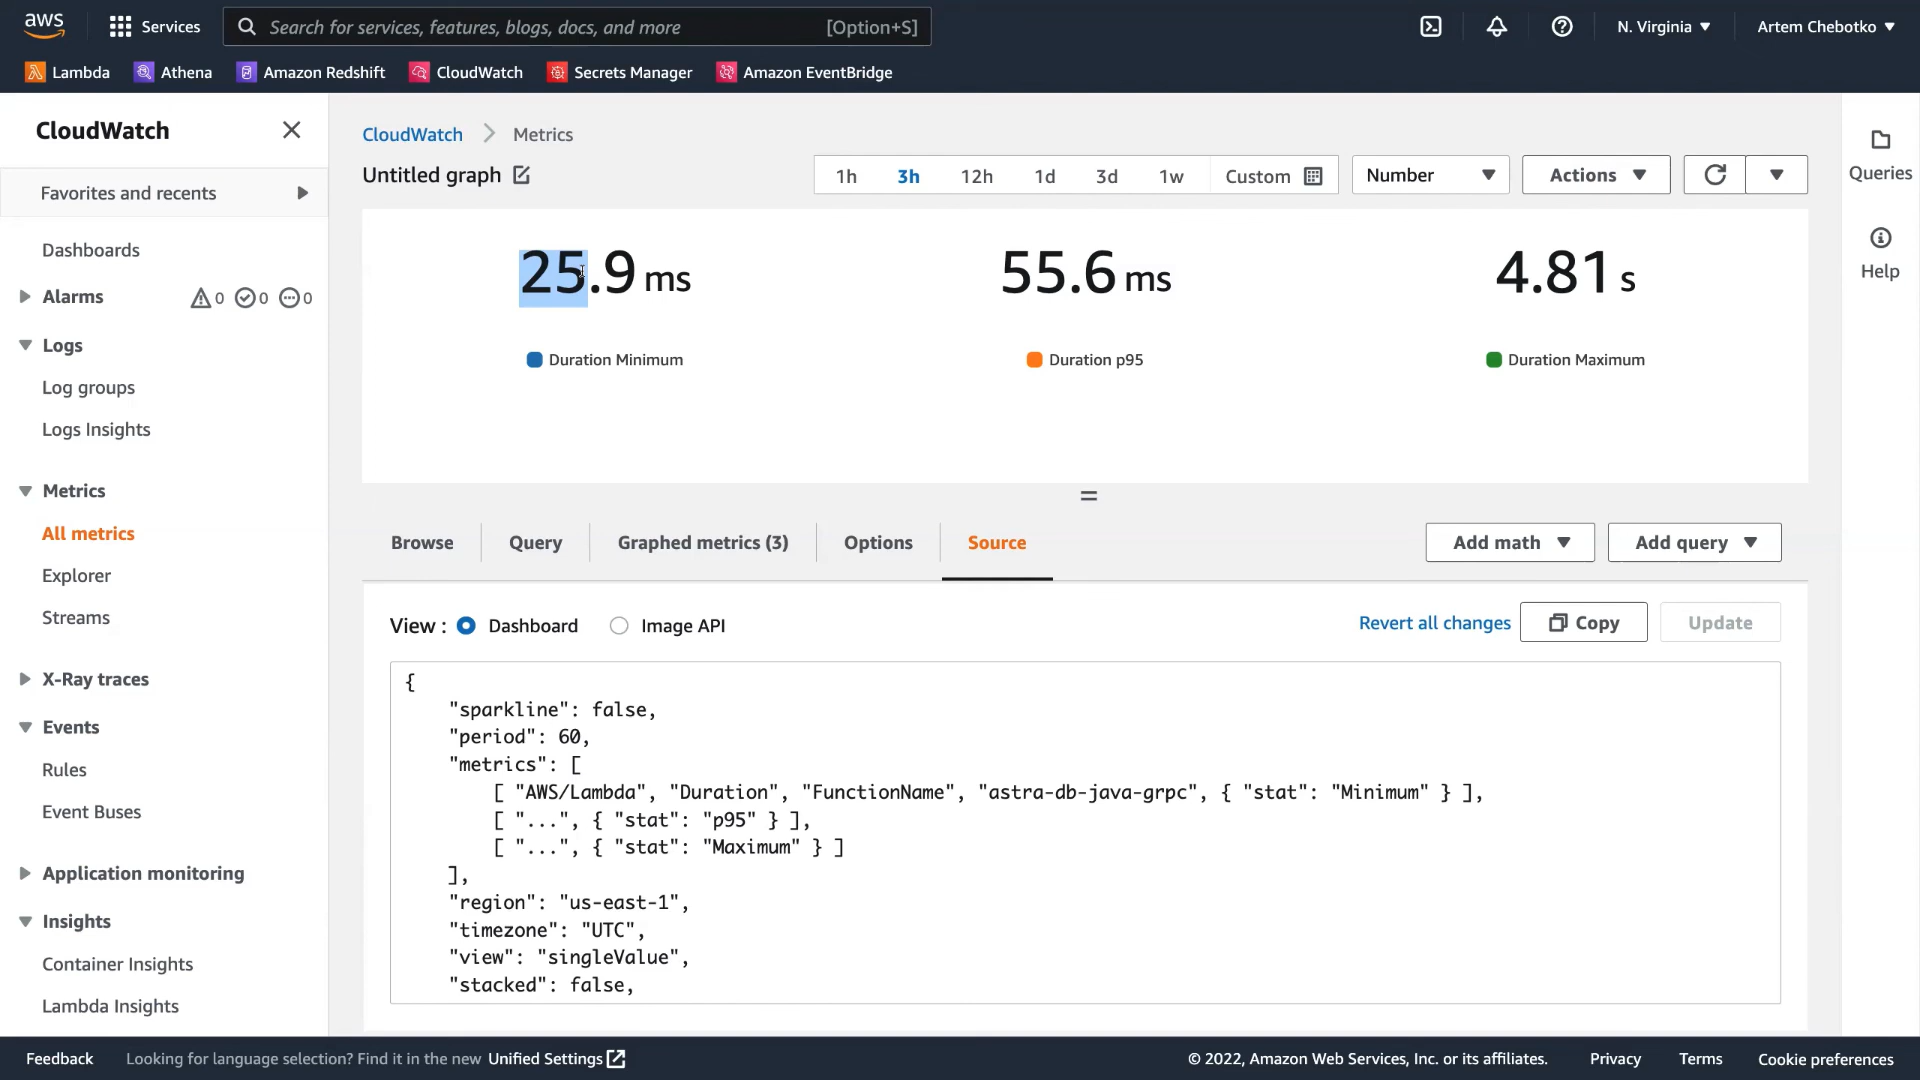 aws
Services
Search for services, features, blogs, docs, and more [Option+S]
N. Virginia
Artem Chebotko
Lambda
Athena
Amazon Redshift
CloudWatch
Secrets Manager
Amazon EventBridge
CloudWatch
Favorites and recents
Dashboards
Alarms 0 0 0
Logs
Log groups
Logs Insights
Metrics
All metrics
Explorer
Streams
X-Ray traces
Events
Rules
Event Buses
Application monitoring
Insights
Container Insights
Lambda Insights
CloudWatch
Metrics
Untitled graph
1h 3h 12h 1d 3d 1w Custom
Number
Actions
25.9 ms
Duration Minimum
55.6 ms
Duration p95
4.81 s
Duration Maximum
=
Browse
Query
Graphed metrics (3)
Options
Source
Add math
Add query
View :
Dashboard
Image API
Revert all changes
Copy
Update
{
"sparkline": false,
"period": 60,
"metrics": [
[ "AWS/Lambda", "Duration", "FunctionName", "astra-db-java-grpc", { "stat": "Minimum" } ],
[ "...", { "stat": "p95" } ],
[ "...", { "stat": "Maximum" } ]
],
"region": "us-east-1",
"timezone": "UTC",
"view": "singleValue",
"stacked": false,
Queries
Help
Feedback
Looking for language selection? Find it in the new Unified Settings
© 2022, Amazon Web Services, Inc. or its affiliates.
Privacy
Terms
Cookie preferences